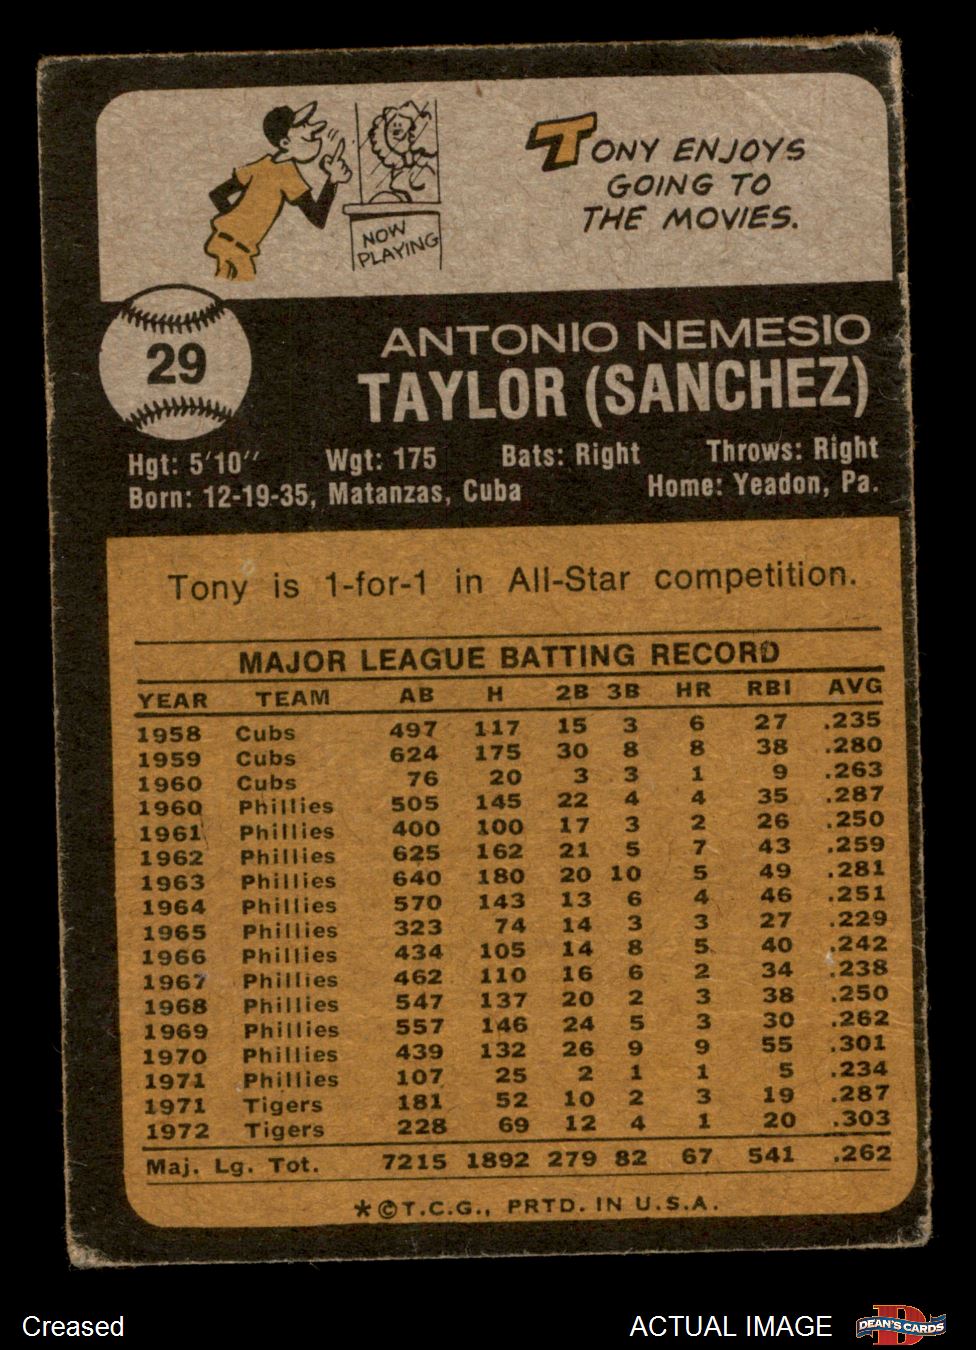 TONY ENJOYS
GOING TO
THE MOVIES.
NOW
PLAYING
29
ANTONIO NEMESIO
TAYLOR (SANCHEZ)
Hgt: 5'10" Wgt: 175 Bats: Right Throws: Right
Born: 12-19-35, Matanzas, Cuba Home: Yeadon, Pa.
Tony is 1-for-1 in All-Star competition.
MAJOR LEAGUE BATTING RECORD
YEAR TEAM AB H 2B 3B HR RBI AVG
1958 Cubs 497 117 15 3 6 27 .235
1959 Cubs 624 175 30 8 8 38 .280
1960 Cubs 76 20 3 3 1 9 .263
1960 Phillies 505 145 22 4 4 35 .287
1961 Phillies 400 100 17 3 2 26 .250
1962 Phillies 625 162 21 5 7 43 .259
1963 Phillies 640 180 20 10 5 49 .281
1964 Phillies 570 143 13 6 4 46 .251
1965 Phillies 323 74 14 3 3 27 .229
1966 Phillies 434 105 14 8 5 40 .242
1967 Phillies 462 110 16 6 2 34 .238
1968 Phillies 547 137 20 2 3 38 .250
1969 Phillies 557 146 24 5 3 30 .262
1970 Phillies 439 132 26 9 9 55 .301
1971 Phillies 107 25 2 1 1 5 .234
1971 Tigers 181 52 10 2 3 19 .287
1972 Tigers 228 69 12 4 1 20 .303
Maj. Lg. Tot. 7215 1892 279 82 67 541 .262
*©T.C.G., PRTD. IN U.S.A.
Creased ACTUAL IMAGE DEAN'S CARDS